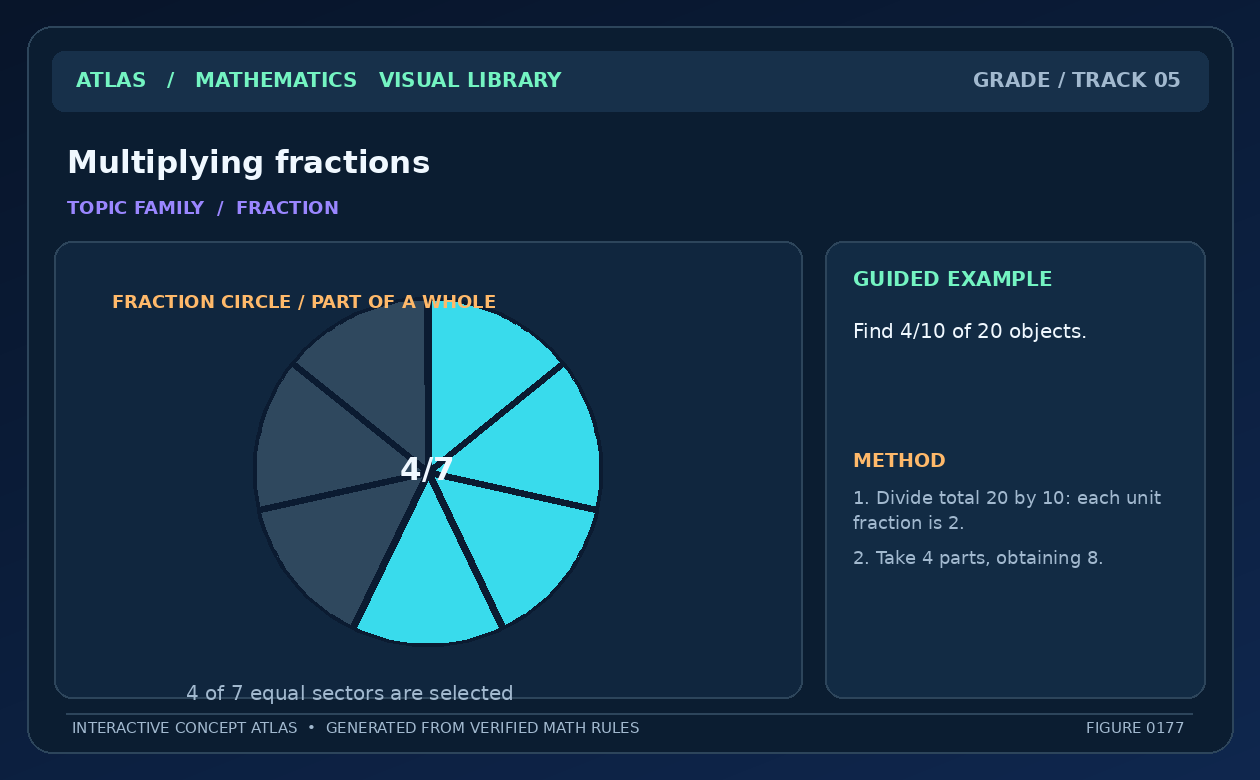 ATLAS / MATHEMATICS VISUAL LIBRARY
GRADE / TRACK 05
Multiplying fractions
TOPIC FAMILY / FRACTION
FRACTION CIRCLE / PART OF A WHOLE
4/7
4 of 7 equal sectors are selected
GUIDED EXAMPLE
Find 4/10 of 20 objects.
METHOD
1. Divide total 20 by 10: each unit
fraction is 2.
2. Take 4 parts, obtaining 8.
INTERACTIVE CONCEPT ATLAS • GENERATED FROM VERIFIED MATH RULES
FIGURE 0177